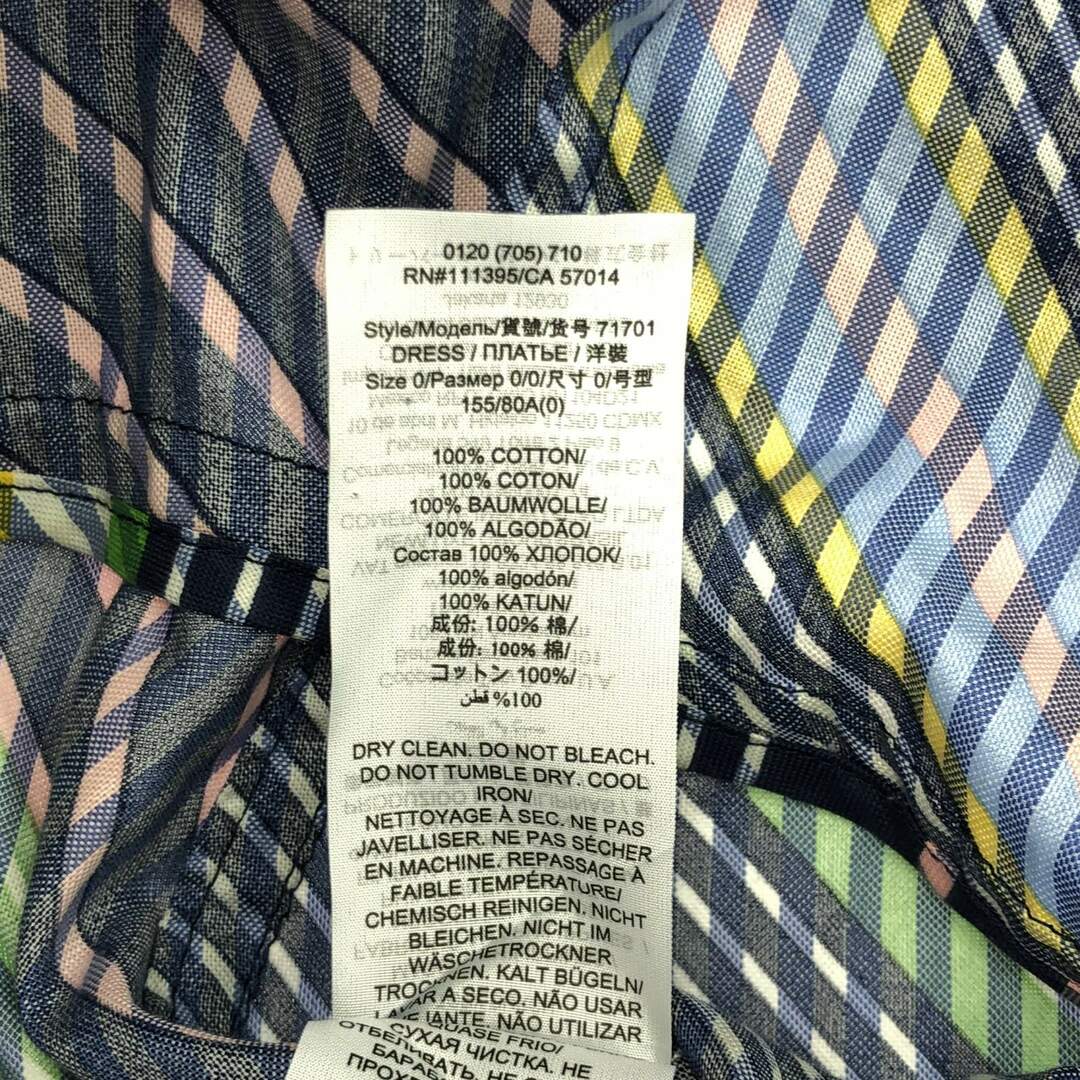 0120 (705) 710
RN#111395/CA 57014
Style/Модель/貨號/货号 71701
DRESS / ПЛАТЬЕ / 洋裝
Size 0/Размер 0/0/尺寸 0/号型
155/80A(0)
100% COTTON/
100% COTON/
100% BAUMWOLLE/
100% ALGODÃO/
Состав 100% ХЛОПОК/
100% algodón/
100% KATUN/
成份: 100% 棉/
成份: 100% 棉/
コットン 100%/
100% قطن
DRY CLEAN. DO NOT BLEACH.
DO NOT TUMBLE DRY. COOL
IRON/
NETTOYAGE À SEC. NE PAS
JAVELLISER. NE PAS SÉCHER
EN MACHINE. REPASSAGE À
FAIBLE TEMPÉRATURE/
CHEMISCH REINIGEN. NICHT
BLEICHEN. NICHT IM
WÄSCHETROCKNER
TROCKNEN. KALT BÜGELN/
A SECO. NÃO USAR
NÃO UTILIZAR
FRIO/
СУХАЯ ЧИСТКА. НЕ
ОТБЕЛИВАТЬ. НЕ